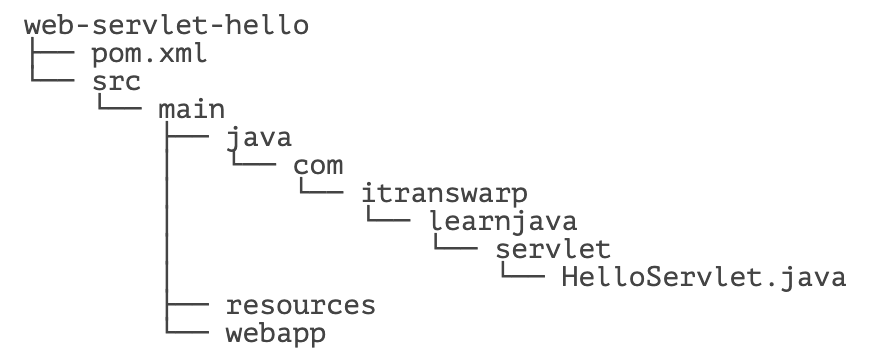 web-servlet-hello
├── pom.xml
└── src
    └── main
        ├── java
        │   └── com
        │       └── itranswarp
        │           └── learnjava
        │               └── servlet
        │                   └── HelloServlet.java
        ├── resources
        └── webapp